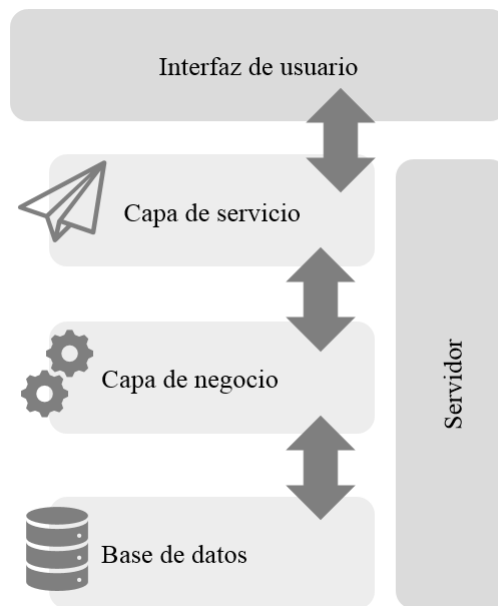 Interfaz de usuario
Capa de servicio
Capa de negocio
Base de datos
Servidor